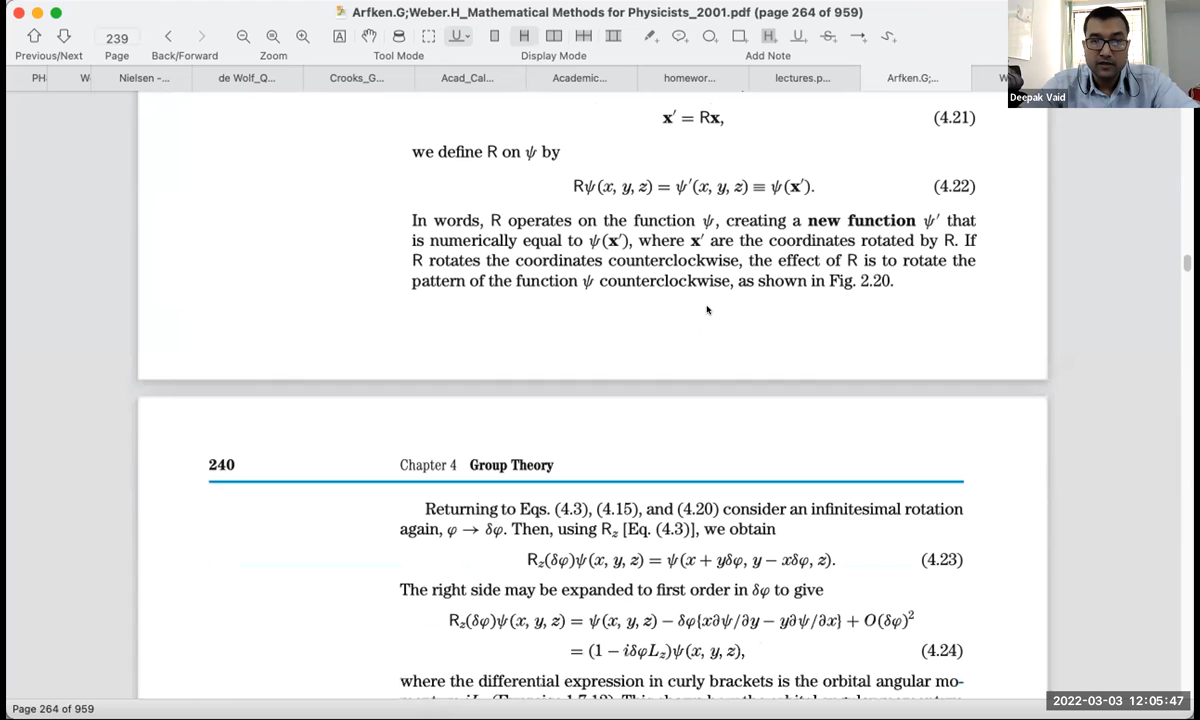 Arfken.G;Weber.H_Mathematical Methods for Physicists_2001.pdf (page 264 of 959)
239
Previous/Next Page Back/Forward Zoom Tool Mode Display Mode Add Note
PH W Nielsen -... de Wolf_Q... Crooks_G... Acad_Cal... Academic... homewor... lectures.p... Arfken.G;... W
Deepak Vaid
x′ = Rx, (4.21)
we define R on ψ by
Rψ(x, y, z) = ψ′(x, y, z) ≡ ψ(x′). (4.22)
In words, R operates on the function ψ, creating a new function ψ′ that
is numerically equal to ψ(x′), where x′ are the coordinates rotated by R. If
R rotates the coordinates counterclockwise, the effect of R is to rotate the
pattern of the function ψ counterclockwise, as shown in Fig. 2.20.
240 Chapter 4 Group Theory
Returning to Eqs. (4.3), (4.15), and (4.20) consider an infinitesimal rotation
again, φ → δφ. Then, using R_z [Eq. (4.3)], we obtain
R_z(δφ)ψ(x, y, z) = ψ(x + yδφ, y − xδφ, z). (4.23)
The right side may be expanded to first order in δφ to give
R_z(δφ)ψ(x, y, z) = ψ(x, y, z) − δφ{x∂ψ/∂y − y∂ψ/∂x} + O(δφ)²
= (1 − iδφL_z)ψ(x, y, z), (4.24)
where the differential expression in curly brackets is the orbital angular mo-
Page 264 of 959
2022-03-03 12:05:47